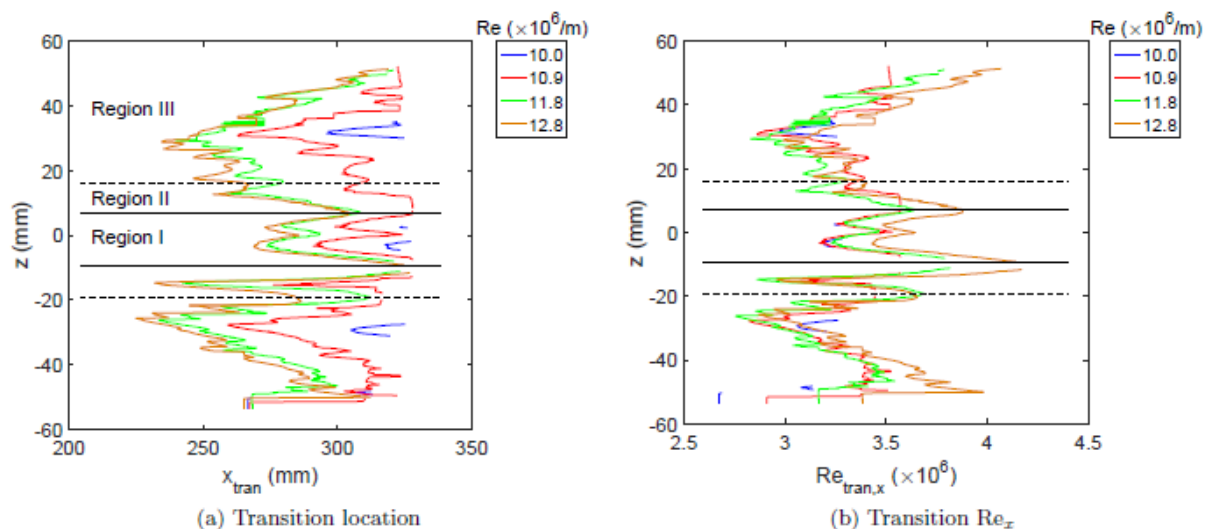 Re (×10⁶/m)
10.0
10.9
11.8
12.8
60
40
20
0
-20
-40
-60
z (mm)
Region III
Region II
Region I
200
250
300
350
x_tran (mm)
(a) Transition location
Re (×10⁶/m)
10.0
10.9
11.8
12.8
60
40
20
0
-20
-40
-60
z (mm)
2.5
3
3.5
4
4.5
Re_tran,x (×10⁶)
(b) Transition Re_x